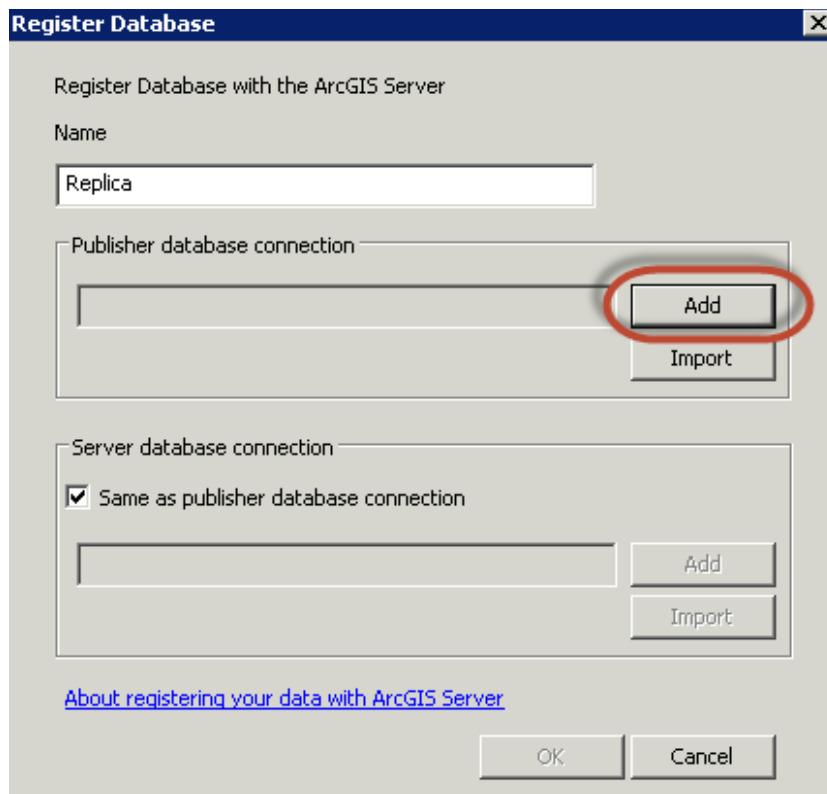 Register Database
Register Database with the ArcGIS Server
Name
Replica
Publisher database connection
Add
Import
Server database connection
Same as publisher database connection
Add
Import
About registering your data with ArcGIS Server
OK
Cancel